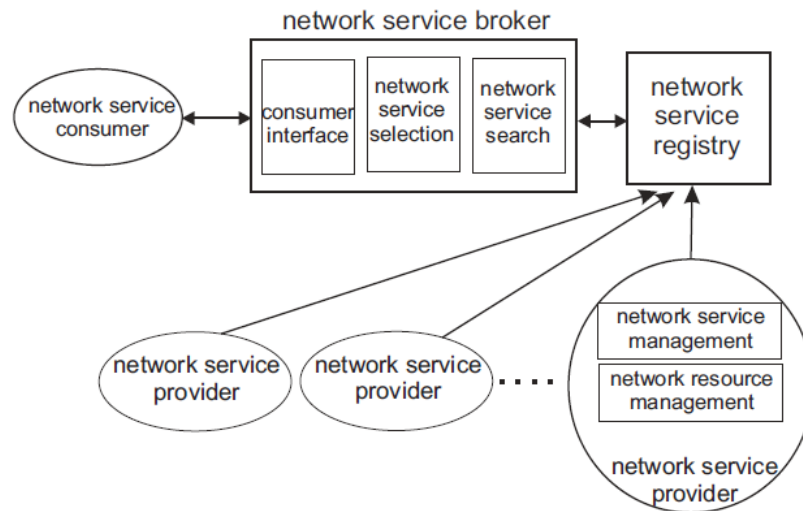 network service broker
network service
consumer
consumer
interface
network
service
selection
network
service
search
network
service
registry
network service
provider
network service
provider
network service
management
network resource
management
network service
provider